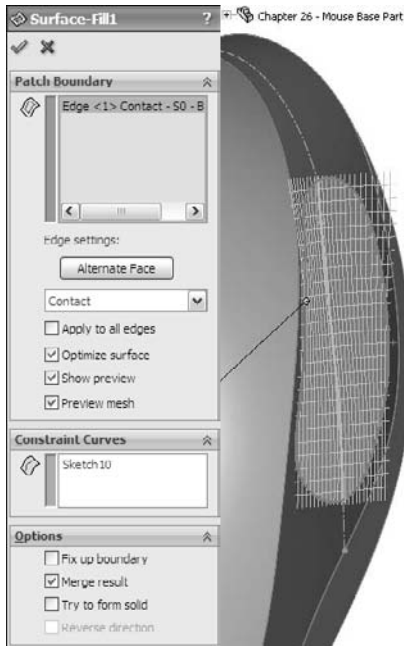 Surface-Fill1 ?
Chapter 26 - Mouse Base Part
Patch Boundary
Edge <1> Contact - S0 - B
Edge settings:
Alternate Face
Contact
Apply to all edges
Optimize surface
Show preview
Preview mesh
Constraint Curves
Sketch10
Options
Fix up boundary
Merge result
Try to form solid
Reverse direction